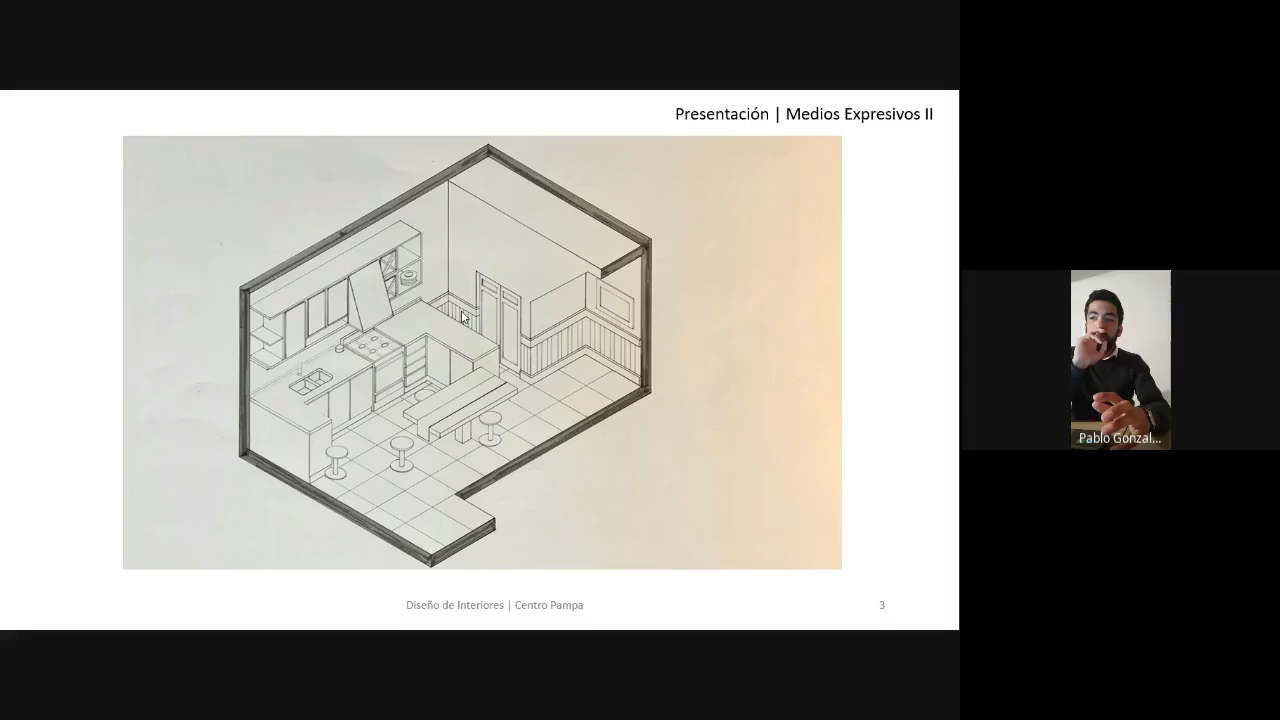 Presentación | Medios Expresivos II
Pablo Gonzal...
Diseño de Interiores | Centro Pampa
3